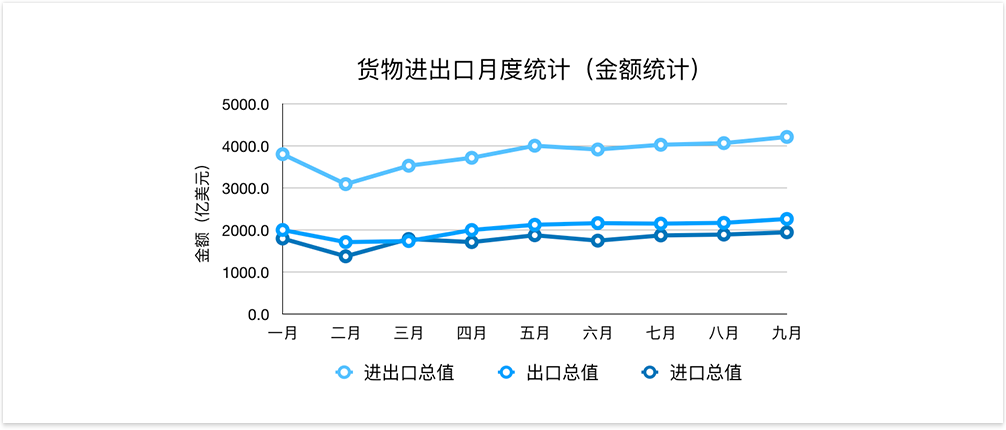 货物进出口月度统计（金额统计）
金额（亿美元）
5000.0
4000.0
3000.0
2000.0
1000.0
0.0
一月 二月 三月 四月 五月 六月 七月 八月 九月
进出口总值 出口总值 进口总值